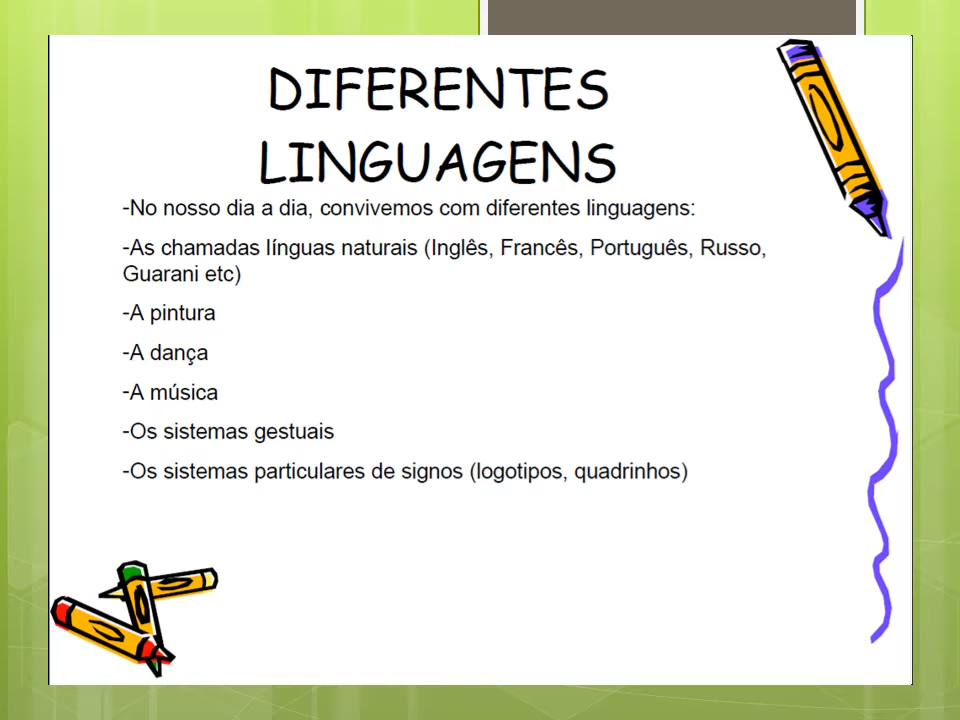 DIFERENTES
LINGUAGENS
-No nosso dia a dia, convivemos com diferentes linguagens:
-As chamadas línguas naturais (Inglês, Francês, Português, Russo,
Guarani etc)
-A pintura
-A dança
-A música
-Os sistemas gestuais
-Os sistemas particulares de signos (logotipos, quadrinhos)